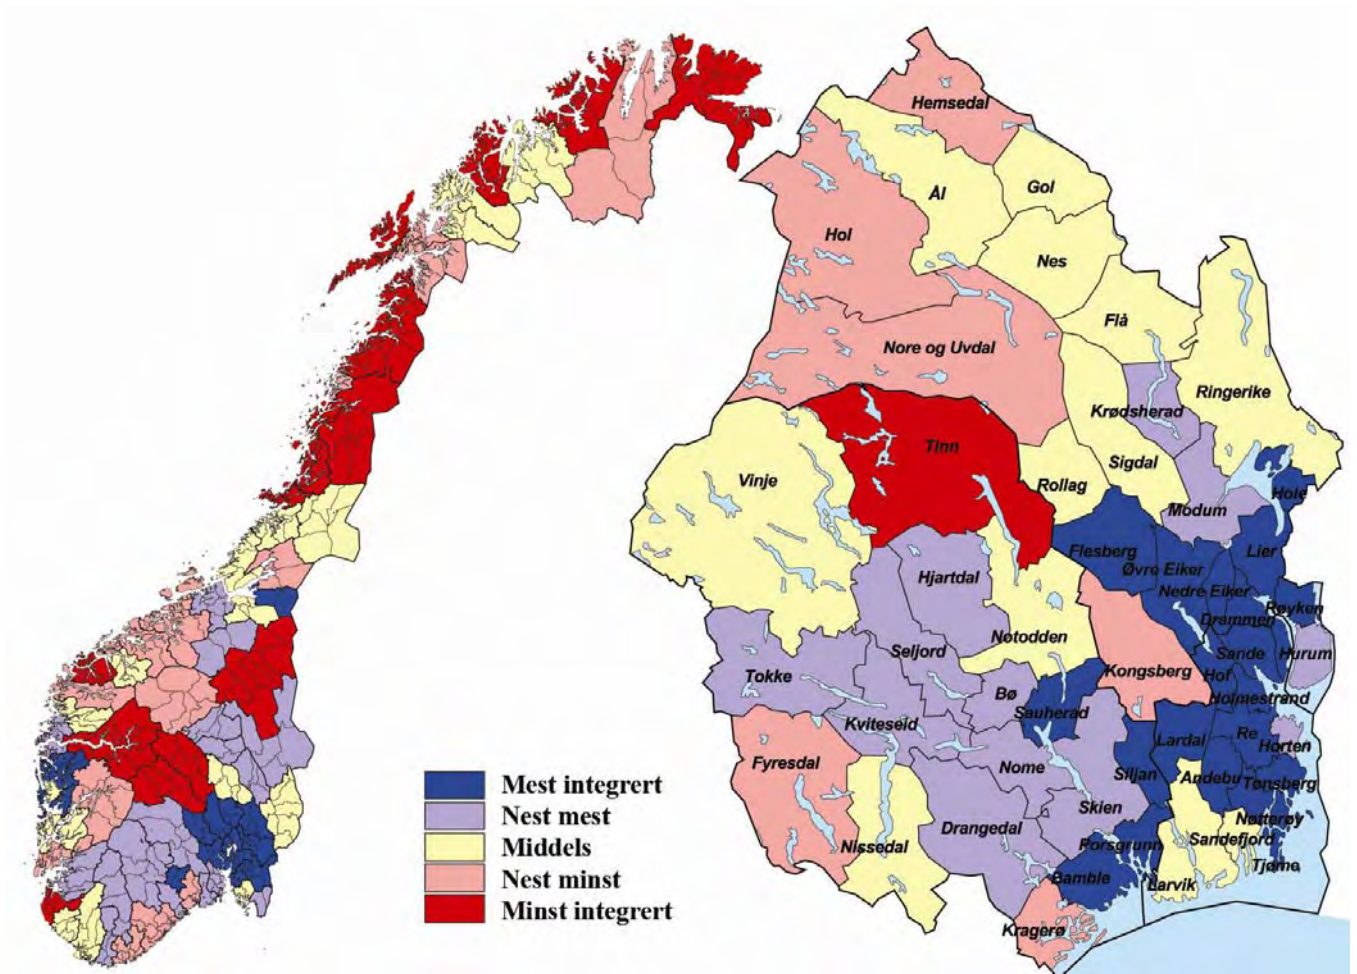 Hemsedal
Ål
Gol
Hol
Nes
Flå
Nore og Uvdal
Ringerike
Krødsherad
Tinn
Sigdal
Vinje
Rollag
Hole
Modum
Flesberg
Lier
Øvre Eiker
Hjartdal
Nedre Eiker
Røyken
Drammen
Notodden
Seljord
Sande
Hurum
Tokke
Kongsberg
Hof
Bø
Holmestrand
Sauherad
Kviteseid
Re
Lardal
Horten
Fyresdal
Nome
Siljan
Andebu
Tønsberg
Skien
Nøtterøy
Drangedal
Sandefjord
Nissedal
Porsgrunn
Tjøme
Bamble
Larvik
Kragerø
Mest integrert
Nest mest
Middels
Nest minst
Minst integrert